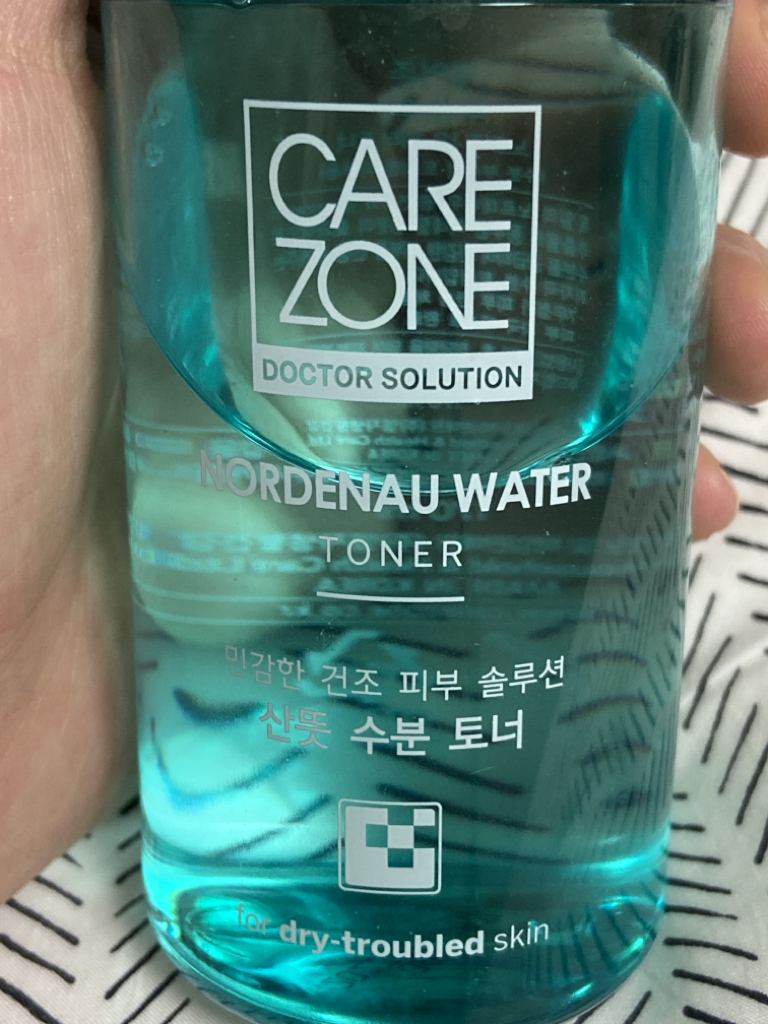 CARE
ZONE
DOCTOR SOLUTION
NORDENAU WATER
TONER
민감한 건조 피부 솔루션
산뜻 수분 토너
for dry-troubled skin